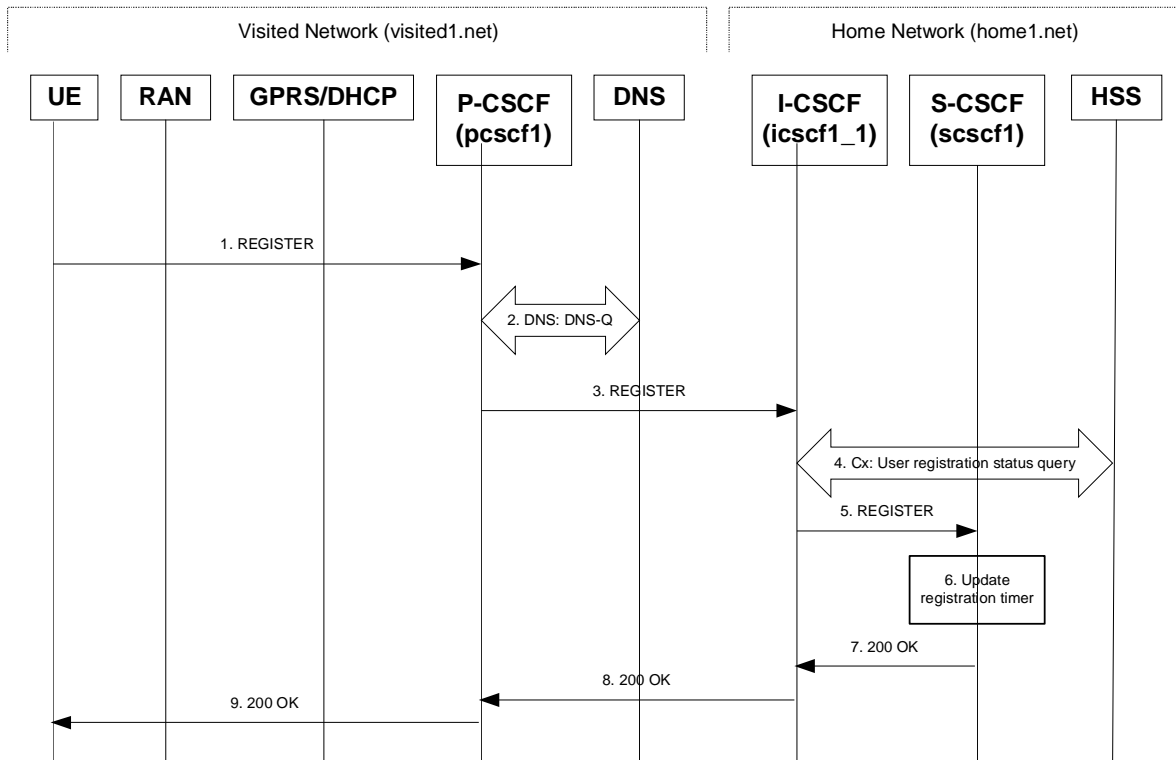 Visited Network (visited1.net)
Home Network (home1.net)
UE
RAN
GPRS/DHCP
P-CSCF
(pcscf1)
DNS
I-CSCF
(icscf1_1)
S-CSCF
(scscf1)
HSS
1. REGISTER
2. DNS: DNS-Q
3. REGISTER
4. Cx: User registration status query
5. REGISTER
6. Update
registration timer
7. 200 OK
8. 200 OK
9. 200 OK